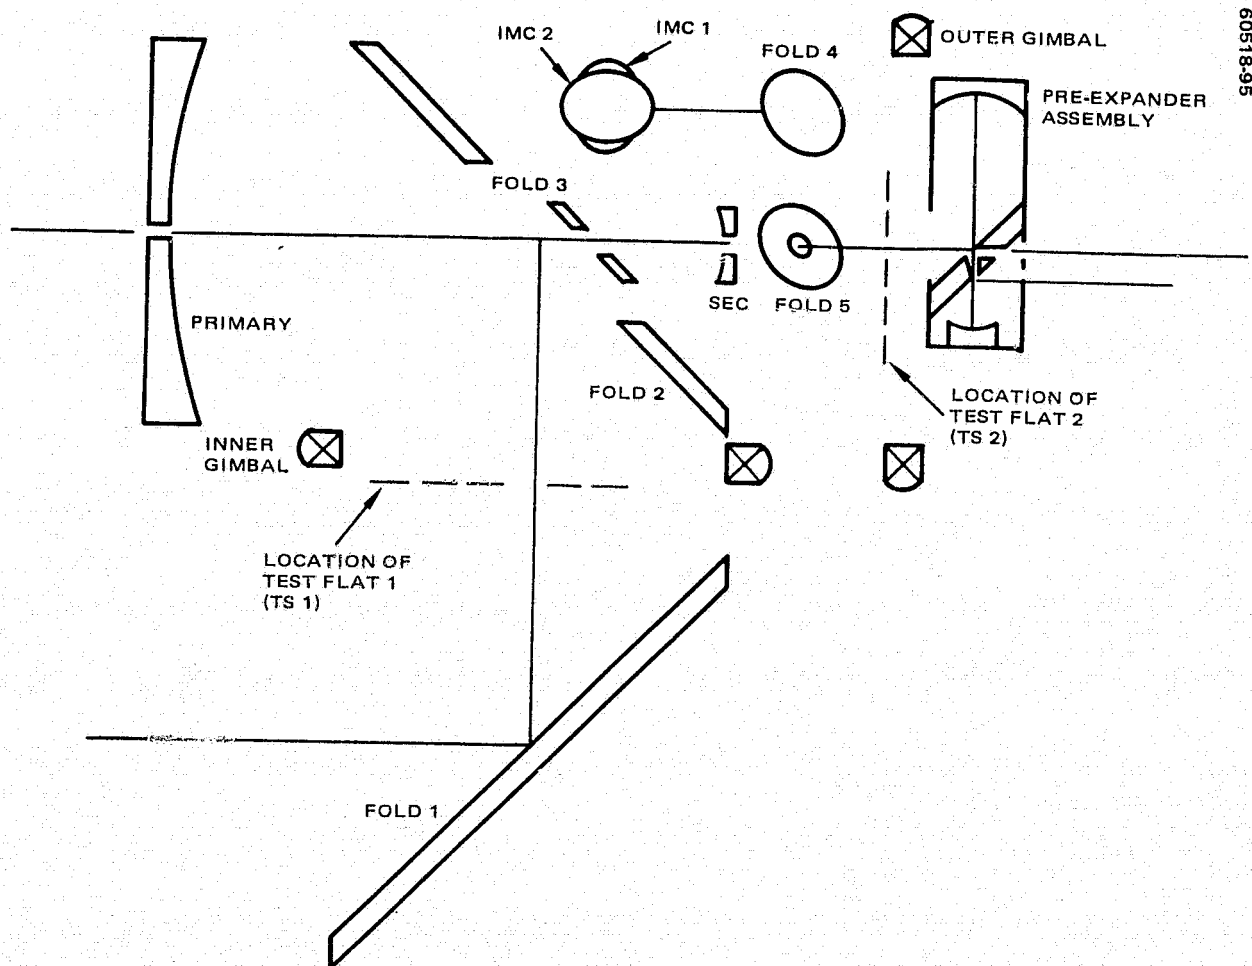 60518-95
IMC 2
IMC 1
FOLD 4
OUTER GIMBAL
PRE-EXPANDER
ASSEMBLY
FOLD 3
PRIMARY
SEC
FOLD 5
FOLD 2
LOCATION OF
TEST FLAT 2
(TS 2)
INNER
GIMBAL
LOCATION OF
TEST FLAT 1
(TS 1)
FOLD 1